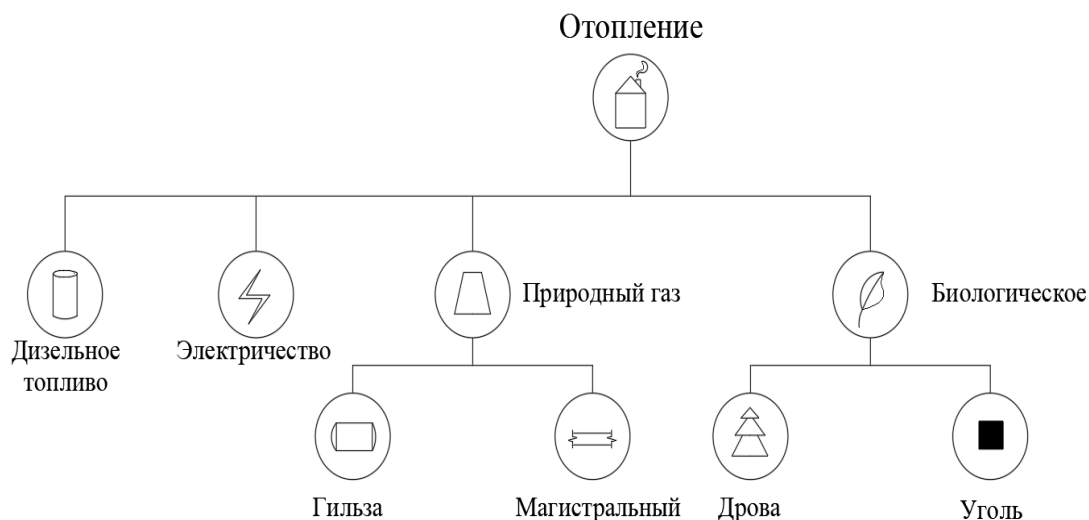 Отопление
Природный газ
Биологическое
Дизельное
топливо
Электричество
Гильза
Магистральный
Дрова
Уголь